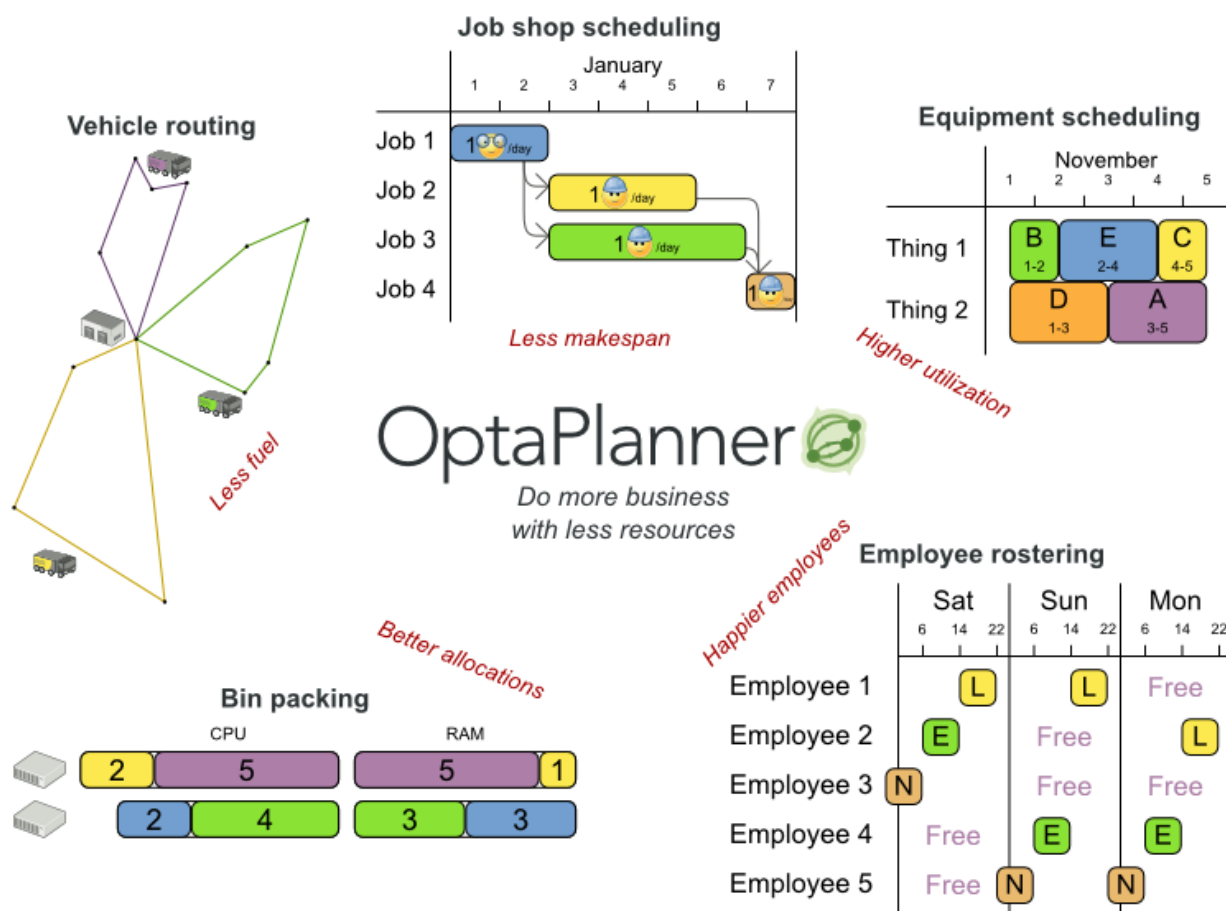 Job shop scheduling
January
1 2 3 4 5 6 7
Job 1
1 /day
Job 2
1 /day
Job 3
1 /day
Job 4
1 /day
Less makespan
Vehicle routing
Less fuel
Equipment scheduling
November
1 2 3 4 5
Thing 1
B E C
1-2 2-4 4-5
Thing 2
D A
1-3 3-5
Higher utilization
OptaPlanner
Do more business
with less resources
Better allocations
Bin packing
CPU RAM
2 5 5 1
2 4 3 3
Happier employees
Employee rostering
Sat Sun Mon
6 14 22 6 14 22 6 14 22
Employee 1 L L Free
Employee 2 E Free L
Employee 3 N Free Free
Employee 4 Free E E
Employee 5 Free N N